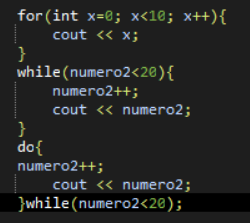 for(int x=0; x<10; x++){
cout << x;
}
while(numero2<20){
numero2++;
cout << numero2;
}
do{
numero2++;
cout << numero2;
}while(numero2<20);